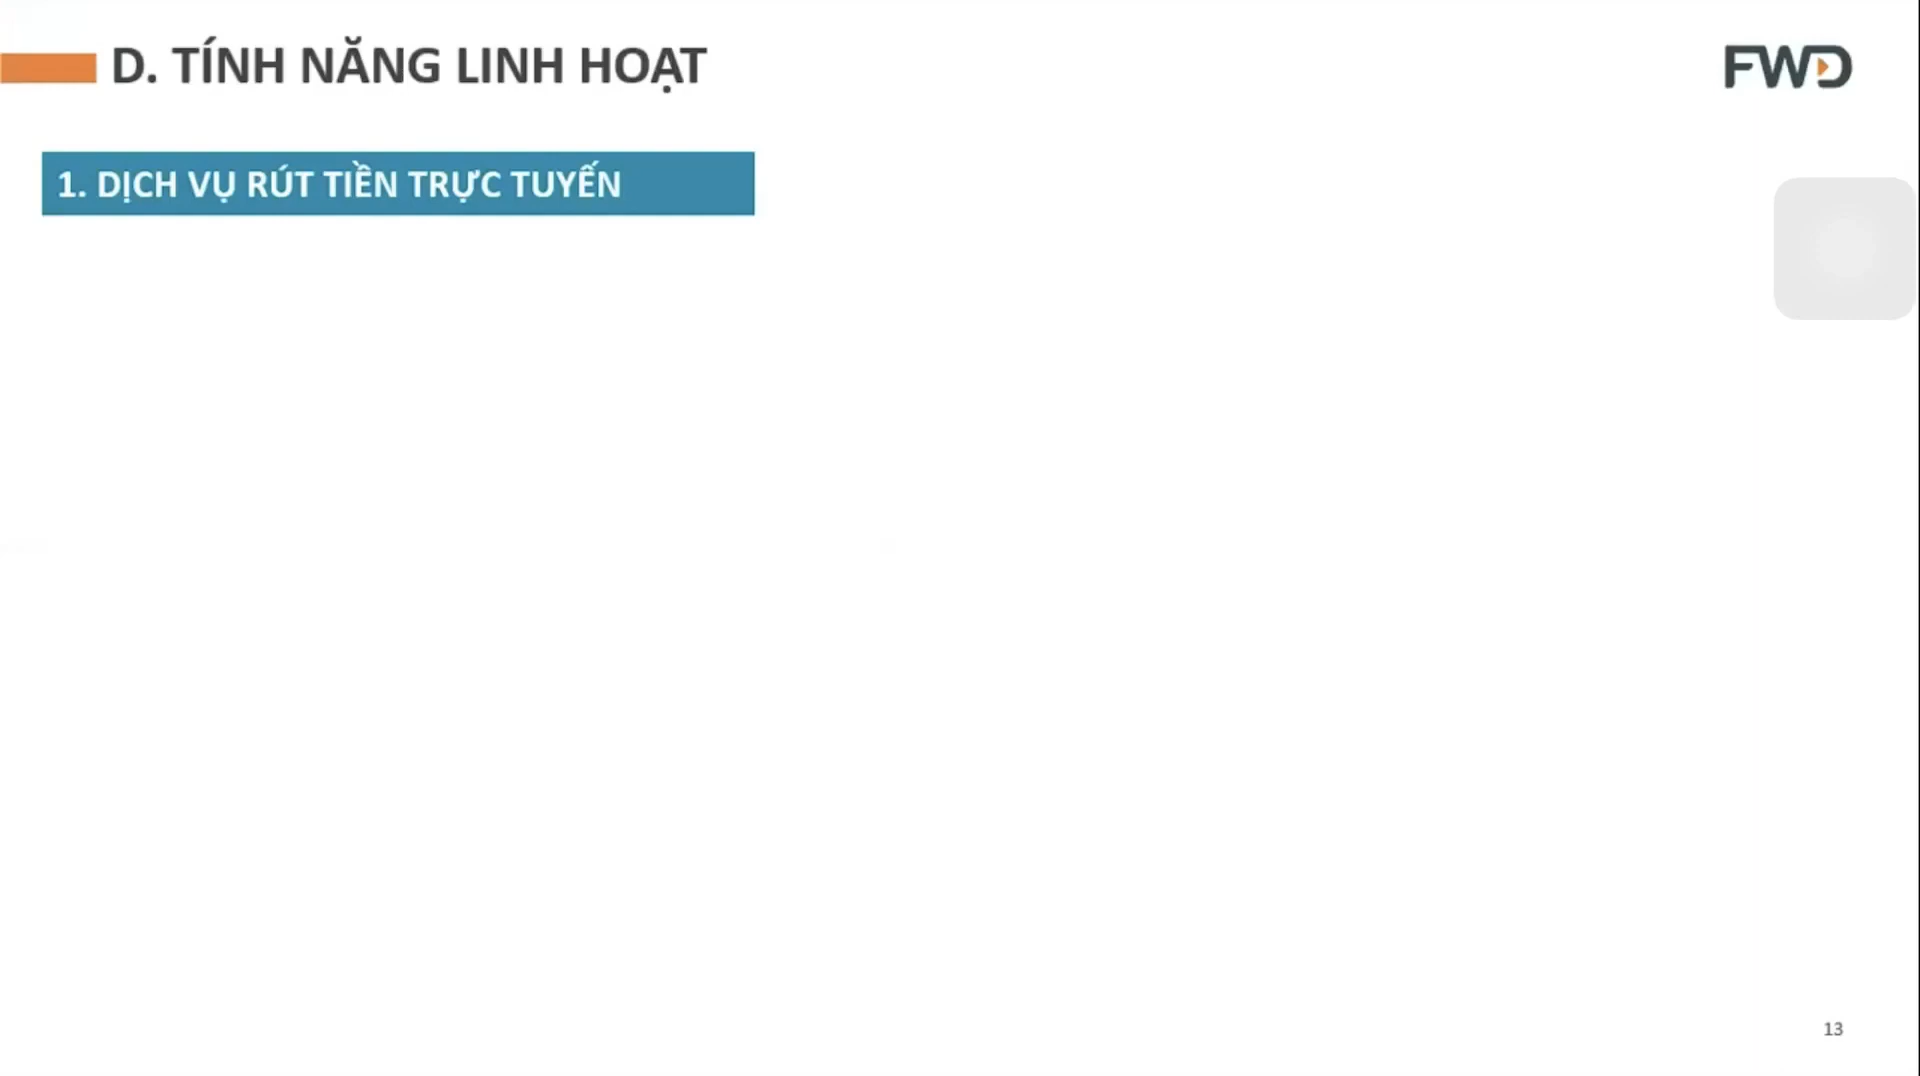 D. TÍNH NĂNG LINH HOẠT
FWD
1. DỊCH VỤ RÚT TIỀN TRỰC TUYẾN
13